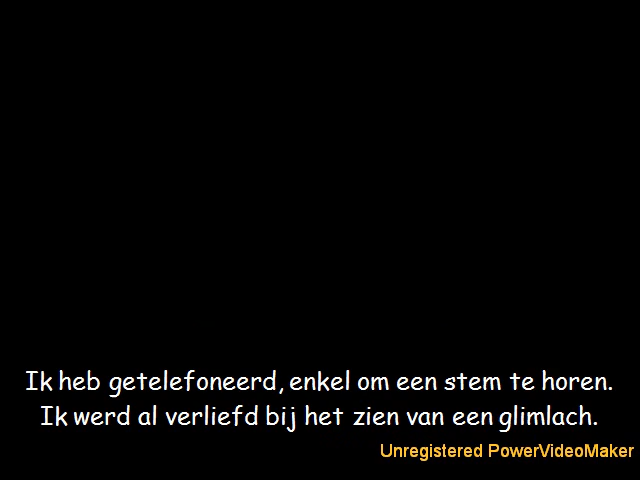 Ik heb getelefoneerd, enkel om een stem te horen.
Ik werd al verliefd bij het zien van een glimlach.
Unregistered PowerVideoMaker